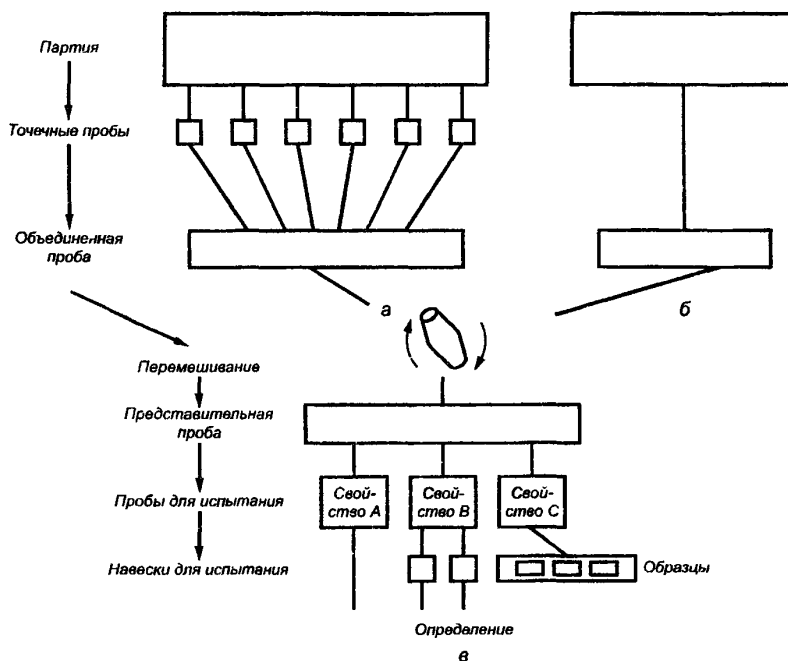 Партия
Точечные пробы
Объединенная
проба
а
б
Перемешивание
Представительная
проба
Пробы для испытания
Свой-
ство А
Свой-
ство В
Свой-
ство С
Навески для испытания
Образцы
Определение
в